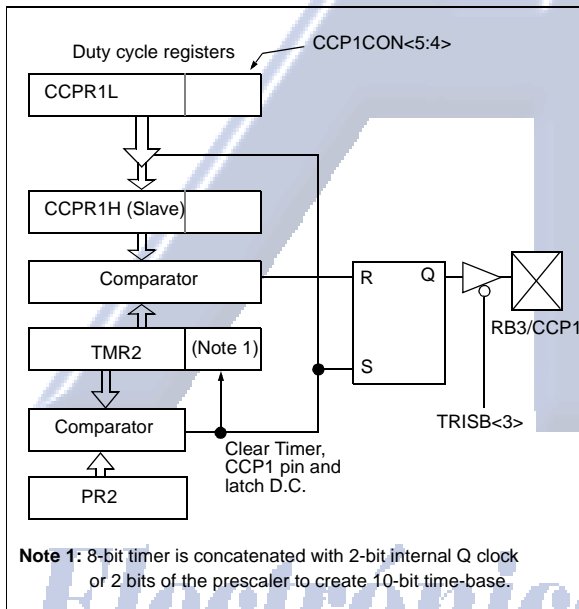 Duty cycle registers
CCP1CON<5:4>
CCPR1L
CCPR1H (Slave)
Comparator
R
Q
RB3/CCP1
TMR2
(Note 1)
S
TRISB<3>
Comparator
Clear Timer,
CCP1 pin and
latch D.C.
PR2
Note 1: 8-bit timer is concatenated with 2-bit internal Q clock
or 2 bits of the prescaler to create 10-bit time-base.